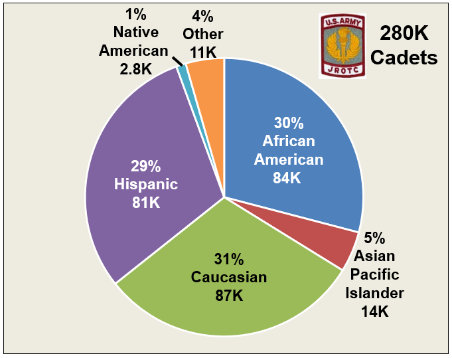 1%
Native
American
2.8K
4%
Other
11K
U.S. ARMY
JROTC
280K
Cadets
30%
African
American
84K
29%
Hispanic
81K
31%
Caucasian
87K
5%
Asian
Pacific
Islander
14K